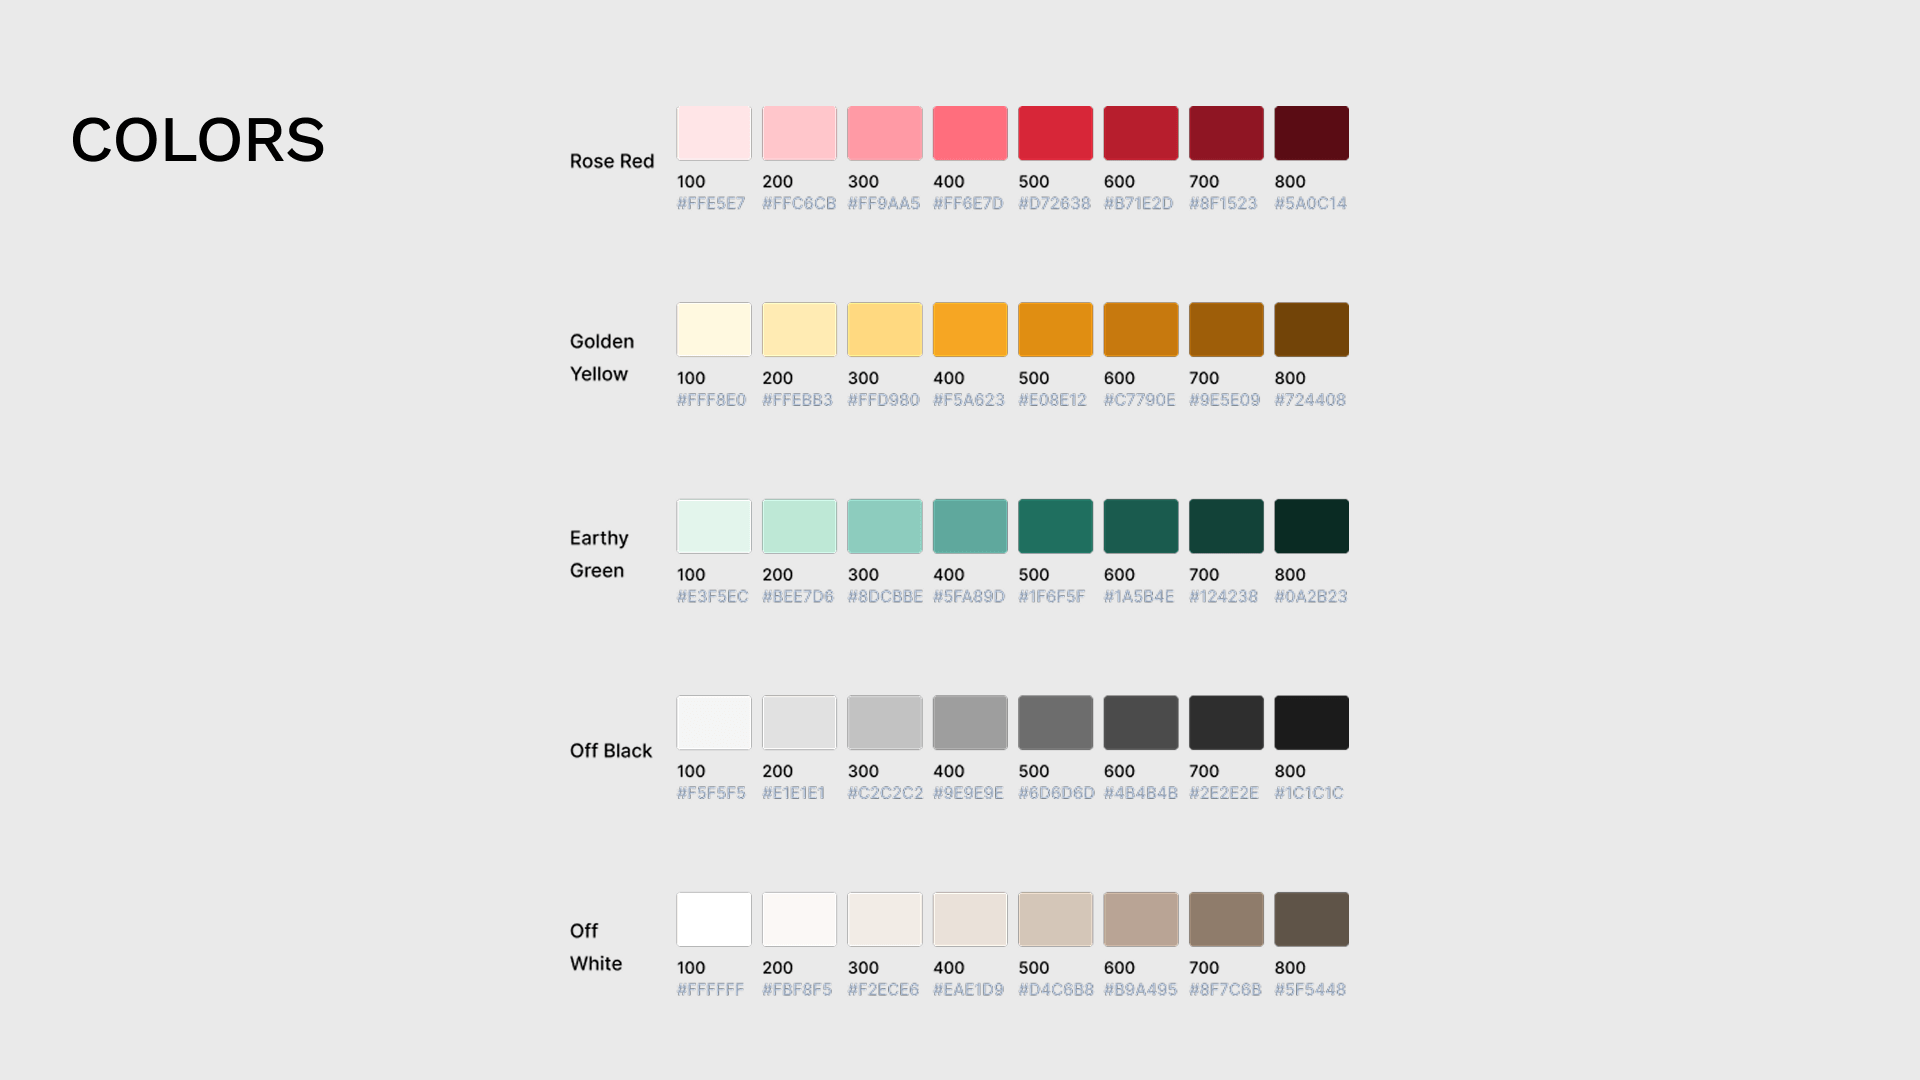 COLORS
Rose Red
100 200 300 400 500 600 700 800
#FFE5E7 #FFC6CB #FF9AA5 #FF6E7D #D72638 #B71E2D #8F1523 #5A0C14
Golden
Yellow
100 200 300 400 500 600 700 800
#FFF8E0 #FFEBB3 #FFD980 #F5A623 #E08E12 #C7790E #9E5E09 #724408
Earthy
Green
100 200 300 400 500 600 700 800
#E3F5EC #BEE7D6 #8DCBBE #5FA89D #1F6F5F #1A5B4E #124238 #0A2B23
Off Black
100 200 300 400 500 600 700 800
#F5F5F5 #E1E1E1 #C2C2C2 #9E9E9E #6D6D6D #4B4B4B #2E2E2E #1C1C1C
Off
White
100 200 300 400 500 600 700 800
#FFFFFF #FBF8F5 #F2ECE6 #EAE1D9 #D4C6B8 #B9A495 #8F7C6B #5F5448